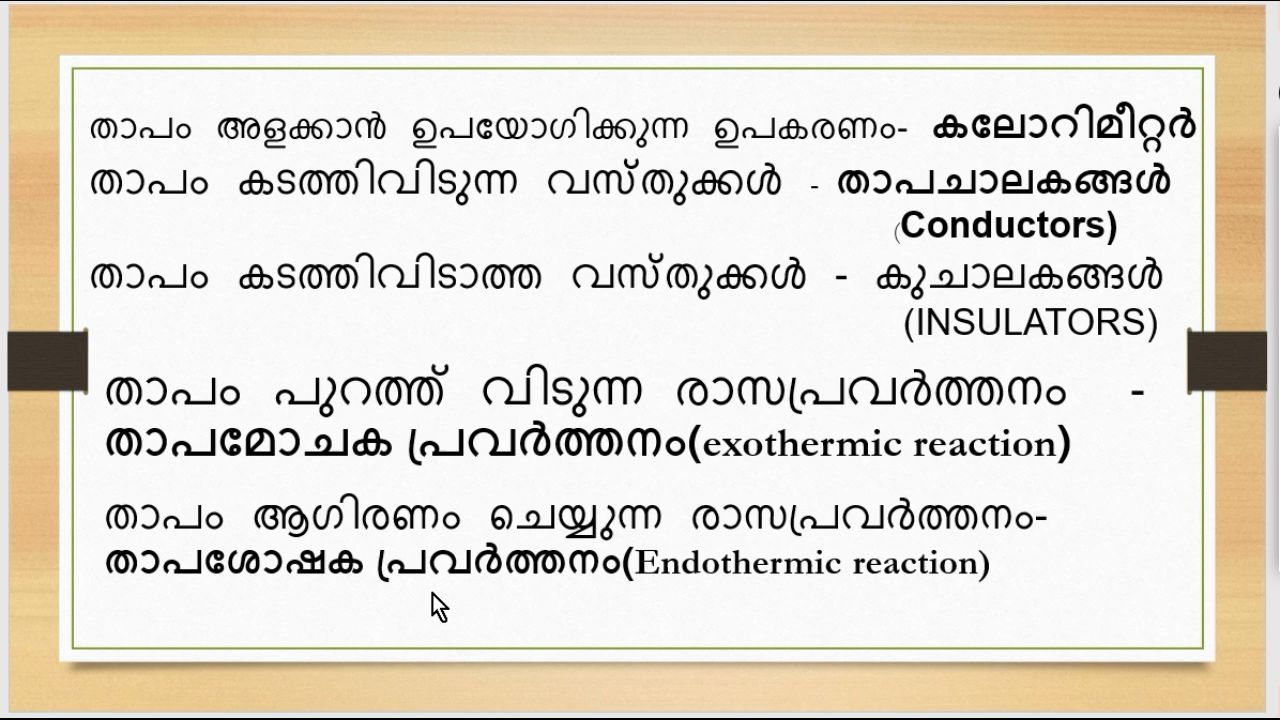 താപം അളക്കാൻ ഉപയോഗിക്കുന്ന ഉപകരണം- കലോറിമീറ്റർ
താപം കടത്തിവിടുന്ന വസ്തുക്കൾ - താപചാലകങ്ങൾ
(Conductors)
താപം കടത്തിവിടാത്ത വസ്തുക്കൾ - കുചാലകങ്ങൾ
(INSULATORS)
താപം പുറത്ത് വിടുന്ന രാസപ്രവർത്തനം -
താപമോചക പ്രവർത്തനം(exothermic reaction)
താപം ആഗിരണം ചെയ്യുന്ന രാസപ്രവർത്തനം-
താപശോഷക പ്രവർത്തനം(Endothermic reaction)